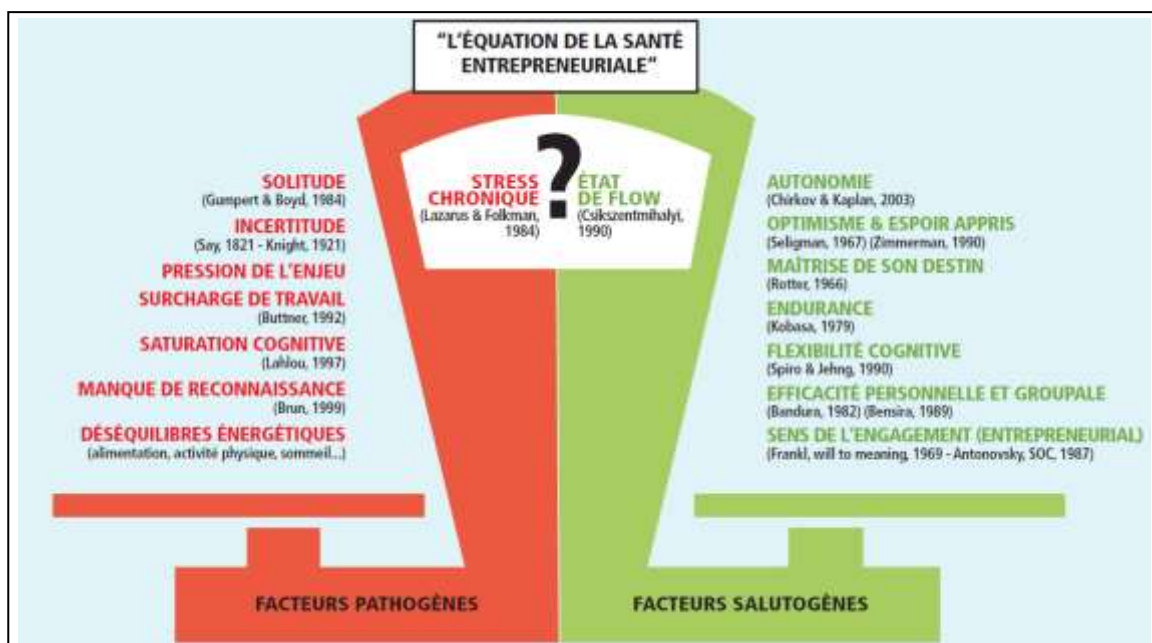 "L'ÉQUATION DE LA SANTÉ
ENTREPRENEURIALE"
SOLITUDE
(Gumpert & Boyd, 1984)
INCERTITUDE
(Say, 1821 - Knight, 1921)
PRESSION DE L'ENJEU
SURCHARGE DE TRAVAIL
(Buttner, 1992)
SATURATION COGNITIVE
(Lahlou, 1997)
MANQUE DE RECONNAISSANCE
(Brun, 1999)
DÉSÉQUILIBRES ÉNERGÉTIQUES
(alimentation, activité physique, sommeil...)
STRESS
CHRONIQUE
(Lazarus & Folkman,
1984)
?
ÉTAT
DE FLOW
(Csikszentmihalyi,
1990)
AUTONOMIE
(Chirkov & Kaplan, 2003)
OPTIMISME & ESPOIR APPRIS
(Seligman, 1967) (Zimmerman, 1990)
MAÎTRISE DE SON DESTIN
(Rotter, 1966)
ENDURANCE
(Kobasa, 1979)
FLEXIBILITÉ COGNITIVE
(Spiro & Jehng, 1990)
EFFICACITÉ PERSONNELLE ET GROUPALE
(Bandura, 1982) (Bensira, 1989)
SENS DE L'ENGAGEMENT (ENTREPRENEURIAL)
(Frankl, will to meaning, 1969 - Antonovsky, SOC, 1987)
FACTEURS PATHOGÈNES
FACTEURS SALUTOGÈNES